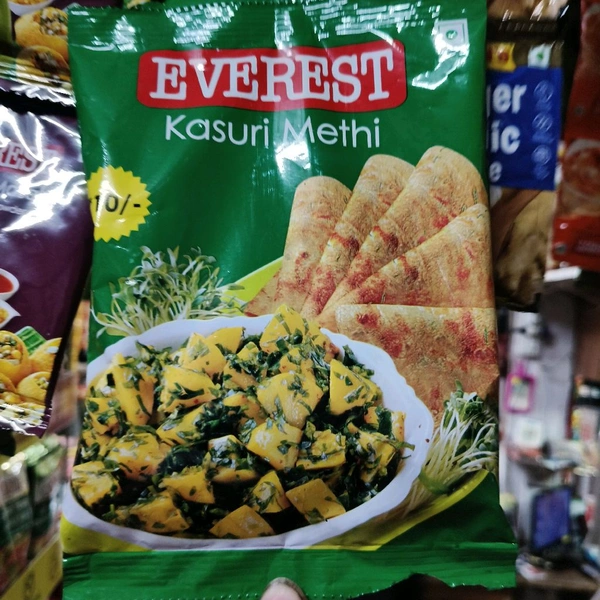 EVEREST
Kasuri Methi
10/-